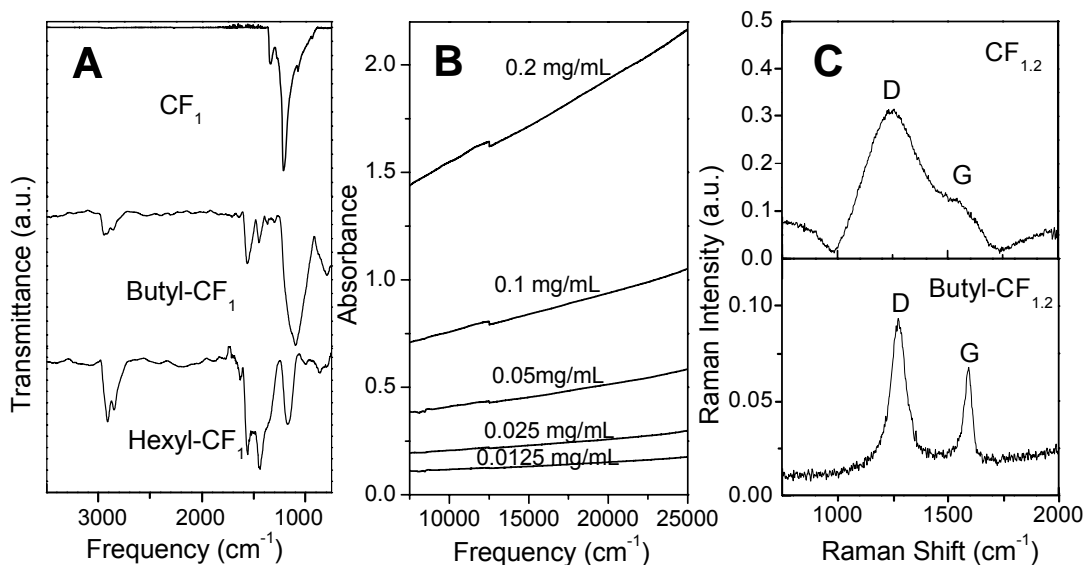 A
CF₁
Butyl-CF₁
Hexyl-CF₁
Transmittance (a.u.)
3000 2000 1000
Frequency (cm⁻¹)
B
0.2 mg/mL
0.1 mg/mL
0.05mg/mL
0.025 mg/mL
0.0125mg/mL
Absorbance
2.0
1.5
1.0
0.5
0.0
10000 15000 20000 25000
Frequency (cm⁻¹)
C
CF₁.₂
D
G
0.5
0.4
0.3
0.2
0.1
0.0
Butyl-CF₁.₂
D
G
0.10
0.05
0.00
Raman Intensity (a.u.)
1000 1500 2000
Raman Shift (cm⁻¹)